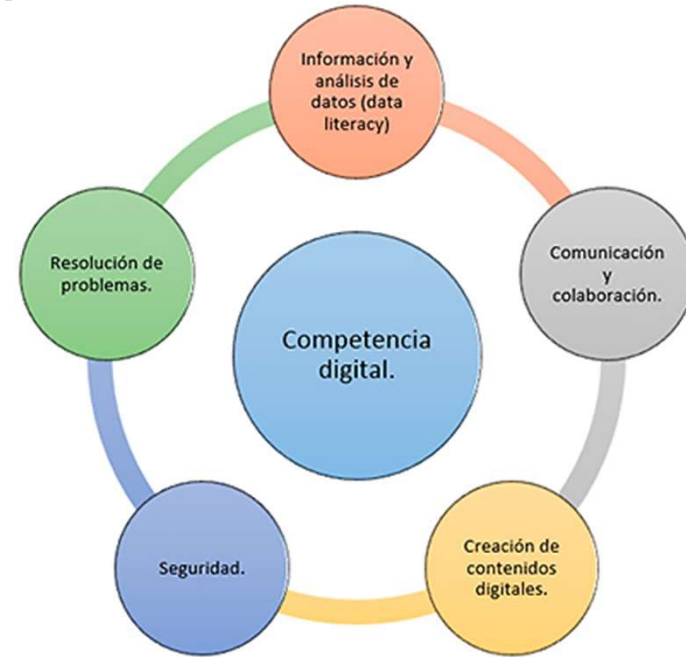 Información y
análisis de
datos (data
literacy)
Comunicación
y
colaboración.
Creación de
contenidos
digitales.
Seguridad.
Resolución de
problemas.
Competencia
digital.